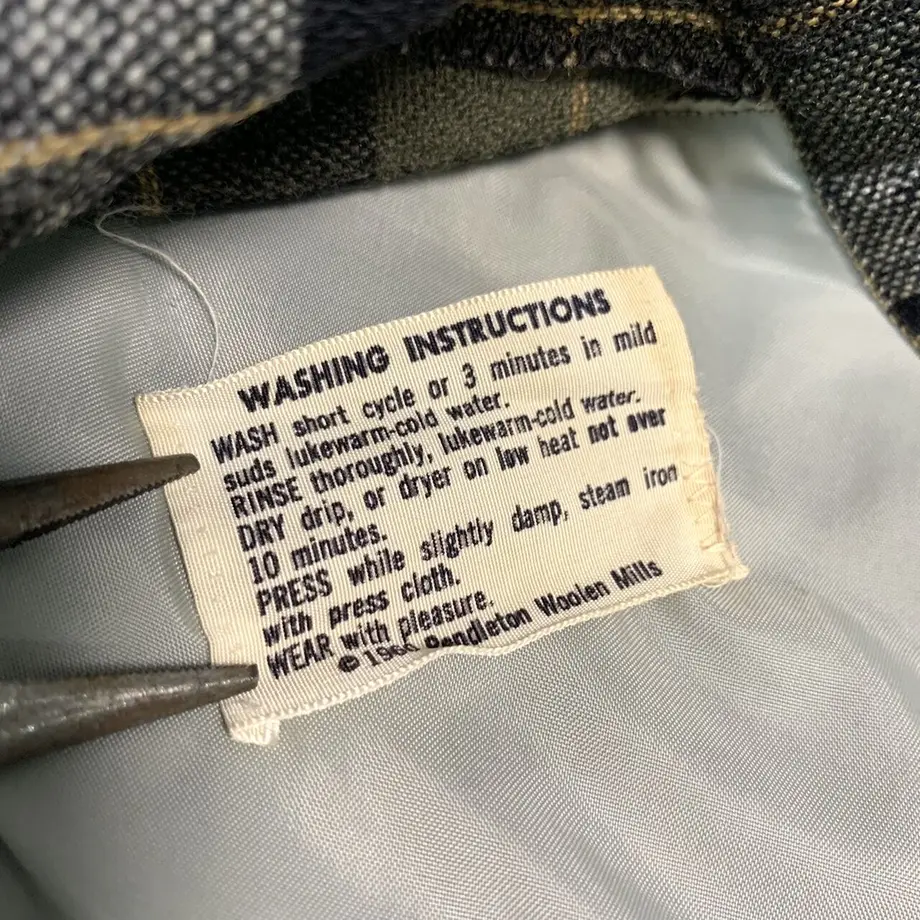 WASHING INSTRUCTIONS
WASH short cycle or 3 minutes in mild
suds lukewarm-cold water.
RINSE thoroughly, lukewarm-cold water.
DRY drip, or dryer on low heat not over
10 minutes.
PRESS while slightly damp, steam iron
with press cloth.
WEAR with pleasure.
© Pendleton Woolen Mills